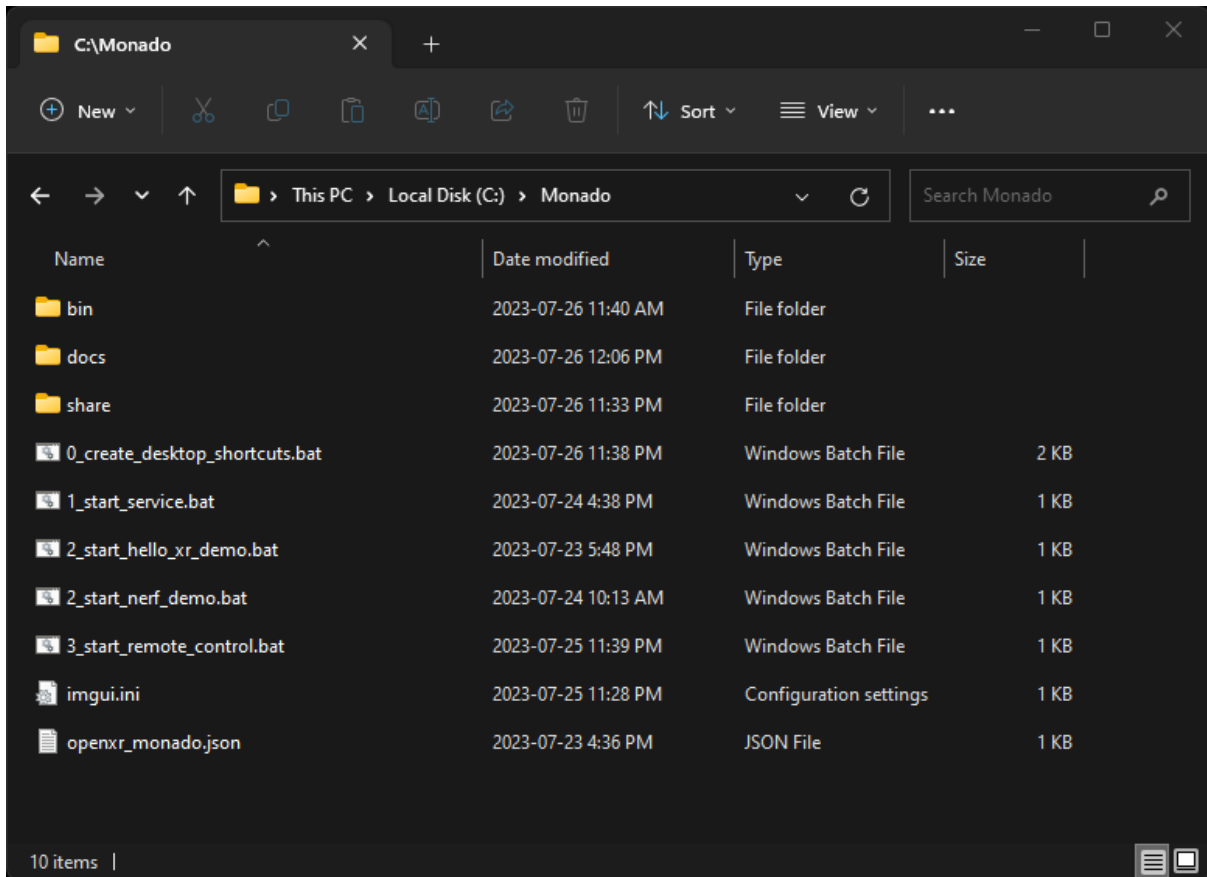 C:\Monado
New
Sort
View
This PC > Local Disk (C:) > Monado
Search Monado
Name Date modified Type Size
bin 2023-07-26 11:40 AM File folder
docs 2023-07-26 12:06 PM File folder
share 2023-07-26 11:33 PM File folder
0_create_desktop_shortcuts.bat 2023-07-26 11:38 PM Windows Batch File 2 KB
1_start_service.bat 2023-07-24 4:38 PM Windows Batch File 1 KB
2_start_hello_xr_demo.bat 2023-07-23 5:48 PM Windows Batch File 1 KB
2_start_nerf_demo.bat 2023-07-24 10:13 AM Windows Batch File 1 KB
3_start_remote_control.bat 2023-07-25 11:39 PM Windows Batch File 1 KB
imgui.ini 2023-07-25 11:28 PM Configuration settings 1 KB
openxr_monado.json 2023-07-23 4:36 PM JSON File 1 KB
10 items